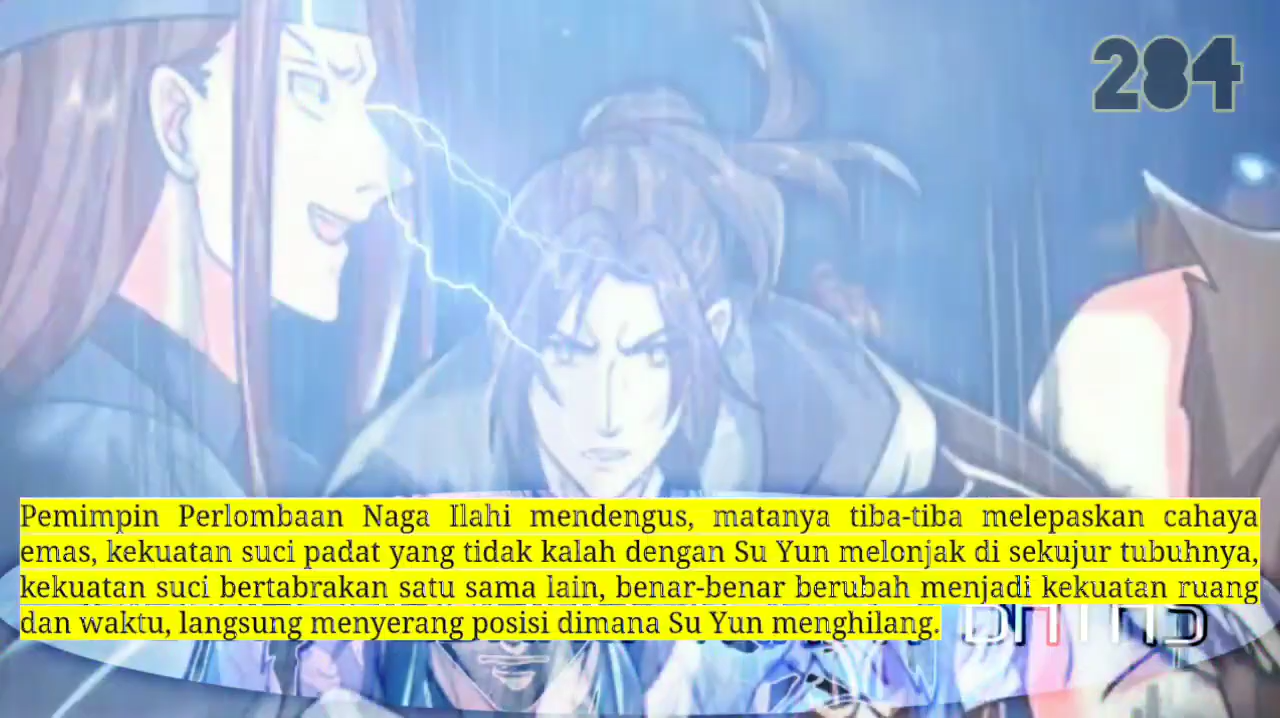 284
Pemimpin Perlombaan Naga Ilahi mendengus, matanya tiba-tiba melepaskan cahaya
emas, kekuatan suci padat yang tidak kalah dengan Su Yun melonjak di sekujur tubuhnya,
kekuatan suci bertabrakan satu sama lain, benar-benar berubah menjadi kekuatan ruang
dan waktu, langsung menyerang posisi dimana Su Yun menghilang.